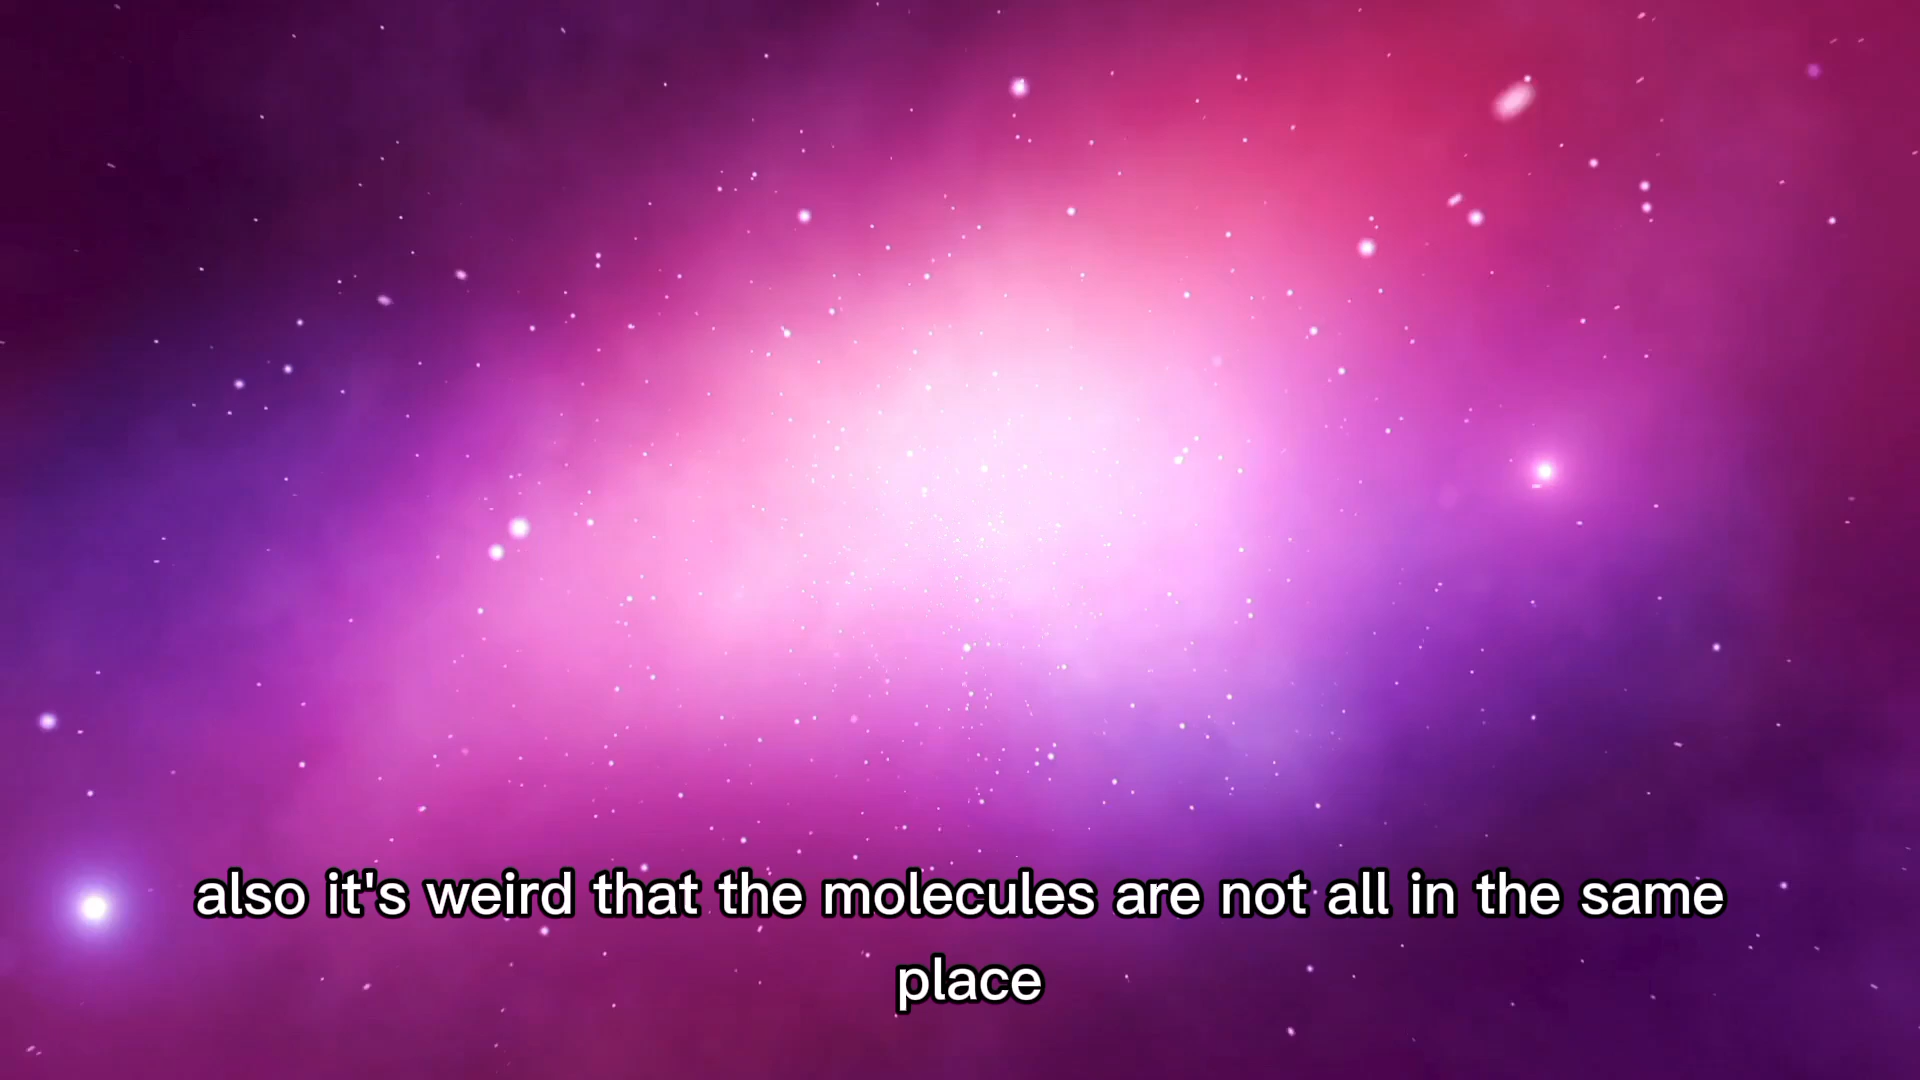 also it's weird that the molecules are not all in the same
place